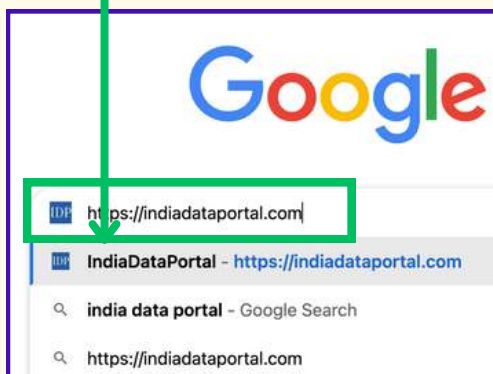 Google
IDP https://indiadataportal.com
IDP IndiaDataPortal - https://indiadataportal.com
india data portal - Google Search
https://indiadataportal.com